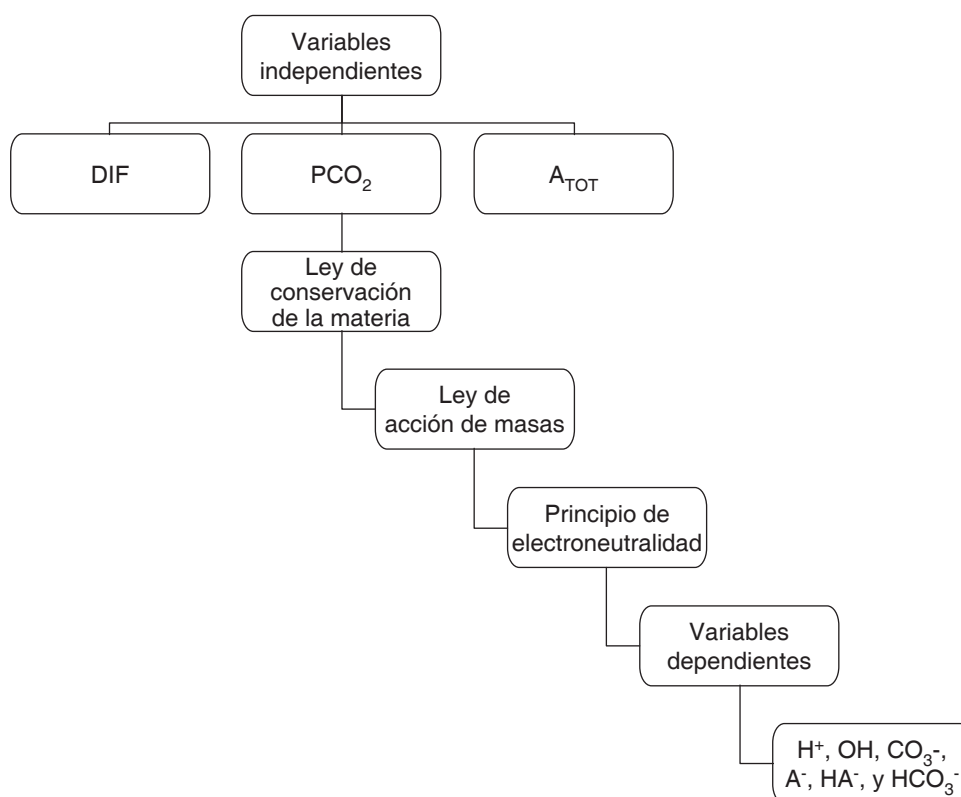 Variables
independientes
DIF
PCO₂
A_TOT
Ley de
conservación
de la materia
Ley de
acción de masas
Principio de
electroneutralidad
Variables
dependientes
H⁺, OH, CO₃-,
A⁻, HA⁻, y HCO₃⁻